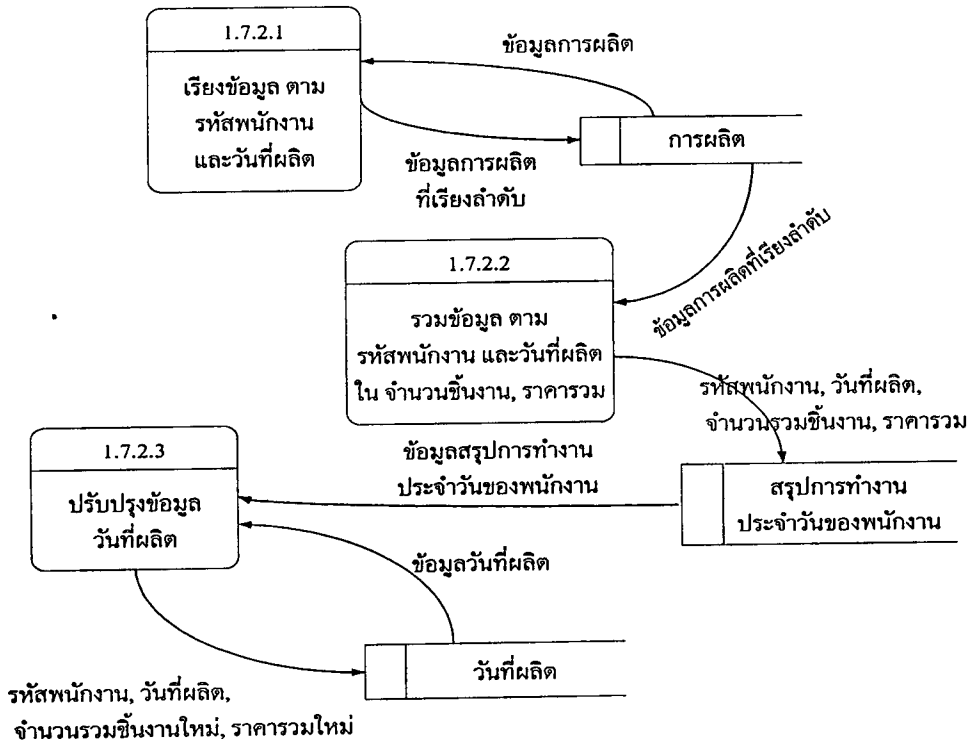 1.7.2.1
เรียงข้อมูล ตาม
รหัสพนักงาน
และวันที่ผลิต
ข้อมูลการผลิต
การผลิต
ข้อมูลการผลิต
ที่เรียงลำดับ
ข้อมูลการผลิตที่เรียงลำดับ
1.7.2.2
รวมข้อมูล ตาม
รหัสพนักงาน และวันที่ผลิต
ใน จำนวนชิ้นงาน, ราคารวม
รหัสพนักงาน, วันที่ผลิต,
จำนวนรวมชิ้นงาน, ราคารวม
1.7.2.3
ปรับปรุงข้อมูล
วันที่ผลิต
ข้อมูลสรุปการทำงาน
ประจำวันของพนักงาน
สรุปการทำงาน
ประจำวันของพนักงาน
ข้อมูลวันที่ผลิต
วันที่ผลิต
รหัสพนักงาน, วันที่ผลิต,
จำนวนรวมชิ้นงานใหม่, ราคารวมใหม่